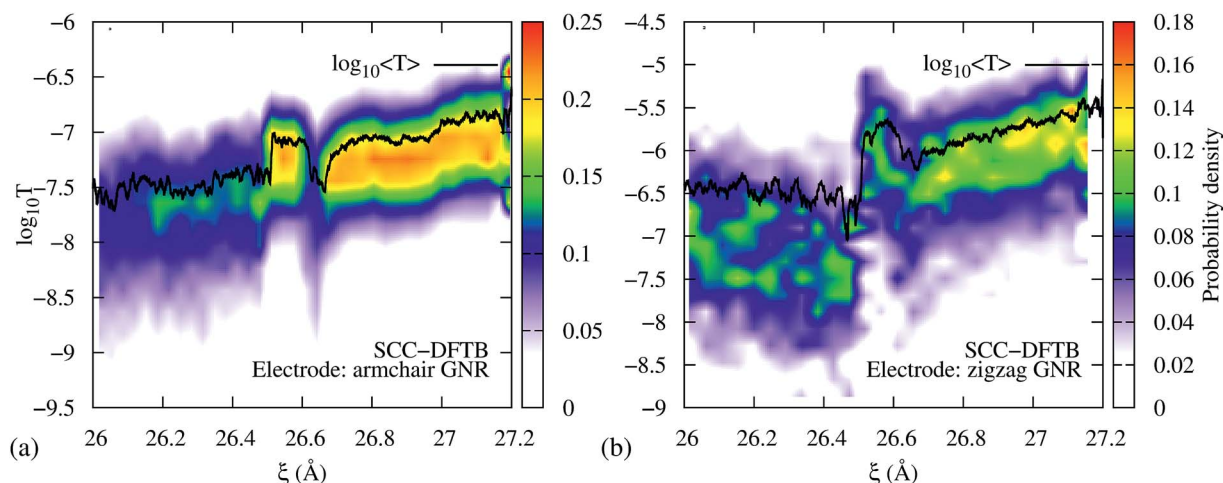 -6
-6.5
-7
-7.5
-8
-8.5
-9
-9.5
log10T
log10<T>
SCC-DFTB
Electrode: armchair GNR
26 26.2 26.4 26.6 26.8 27 27.2
ξ (Å)
(a)
0.25
0.2
0.15
0.1
0.05
0
-4.5
-5
-5.5
-6
-6.5
-7
-7.5
-8
-8.5
-9
log10<T>
SCC-DFTB
Electrode: zigzag GNR
26 26.2 26.4 26.6 26.8 27 27.2
ξ (Å)
(b)
0.18
0.16
0.14
0.12
0.1
0.08
0.06
0.04
0.02
0
Probability density